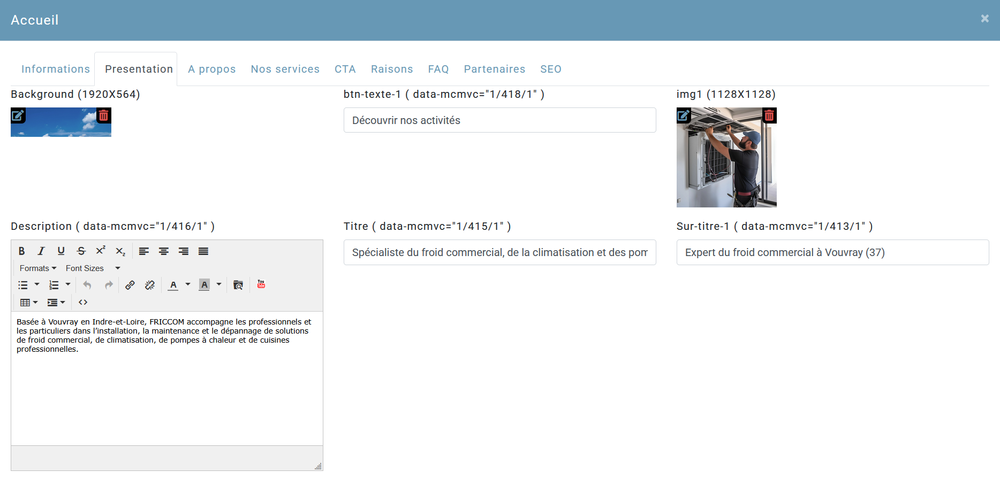 Accueil
Informations
Presentation
A propos
Nos services
CTA
Raisons
FAQ
Partenaires
SEO
Background (1920X564)
btn-texte-1 ( data-mcmvc="1/418/1" )
img1 (1128X1128)
Découvrir nos activités
Description ( data-mcmvc="1/416/1" )
Titre ( data-mcmvc="1/415/1" )
Sur-titre-1 ( data-mcmvc="1/413/1" )
Spécialiste du froid commercial, de la climatisation et des pom
Expert du froid commercial à Vouvray (37)
Formats
Font Sizes
You Tube
Basée à Vouvray en Indre-et-Loire, FRICCOM accompagne les professionnels et
les particuliers dans l’installation, la maintenance et le dépannage de solutions
de froid commercial, de climatisation, de pompes à chaleur et de cuisines
professionnelles.